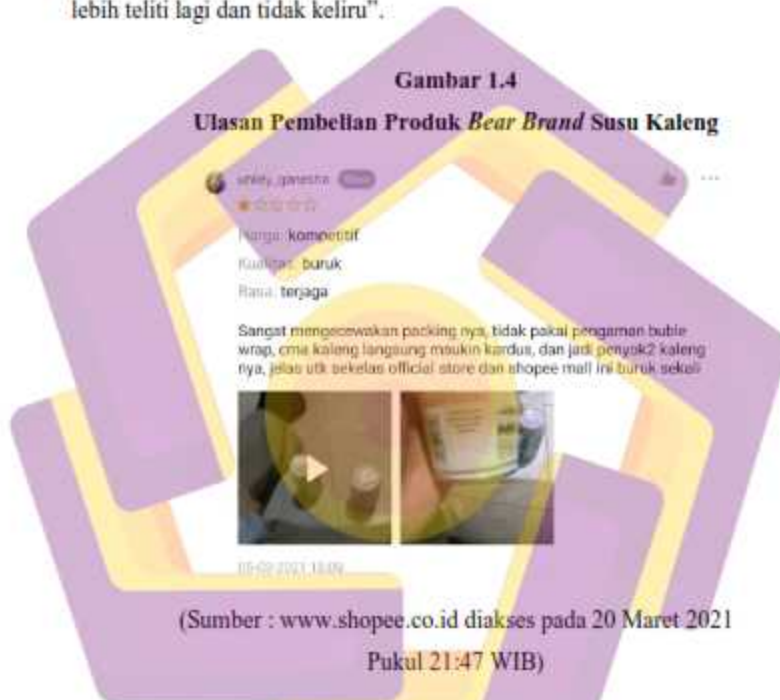 lebih teliti lagi dan tidak keliru”.
Gambar 1.4
Ulasan Pembelian Produk Bear Brand Susu Kaleng
Harga: kompetitif
Kualitas: buruk
Rasa: terjaga
Sangat mengecewakan packing nya, tidak pakai pengaman buble
wrap, cma kaleng langsung msukin kardus, dan jadi penyok2 kaleng
nya, jelas utk sekelas official store dan shopee mall ini buruk sekali
(Sumber : www.shopee.co.id diakses pada 20 Maret 2021
Pukul 21:47 WIB)